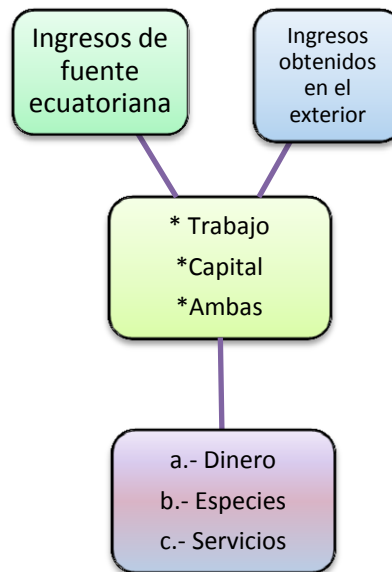 Ingresos de
fuente
ecuatoriana
Ingresos
obtenidos
en el
exterior
* Trabajo
*Capital
*Ambas
a.- Dinero
b.- Especies
c.- Servicios